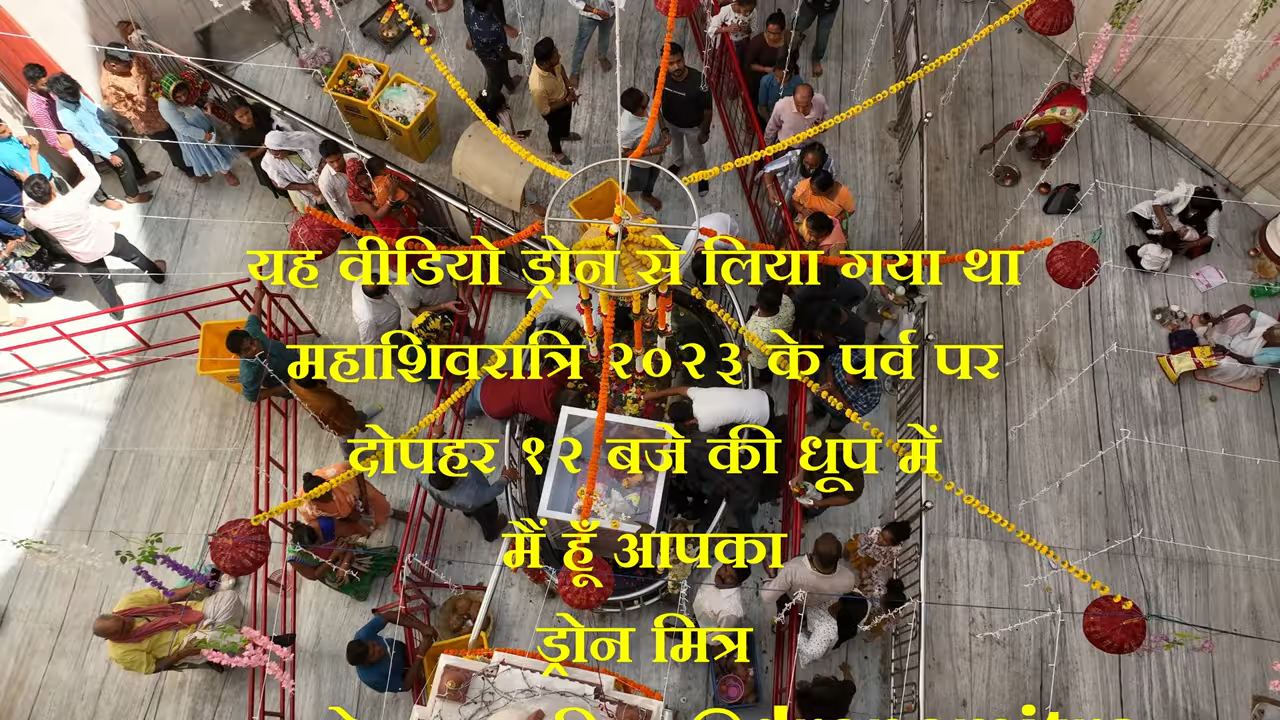 यह वीडियो ड्रोन से लिया गया था
महाशिवरात्रि २०२३ के पर्व पर
दोपहर १२ बजे की धूप में
मैं हूँ आपका
ड्रोन मित्र